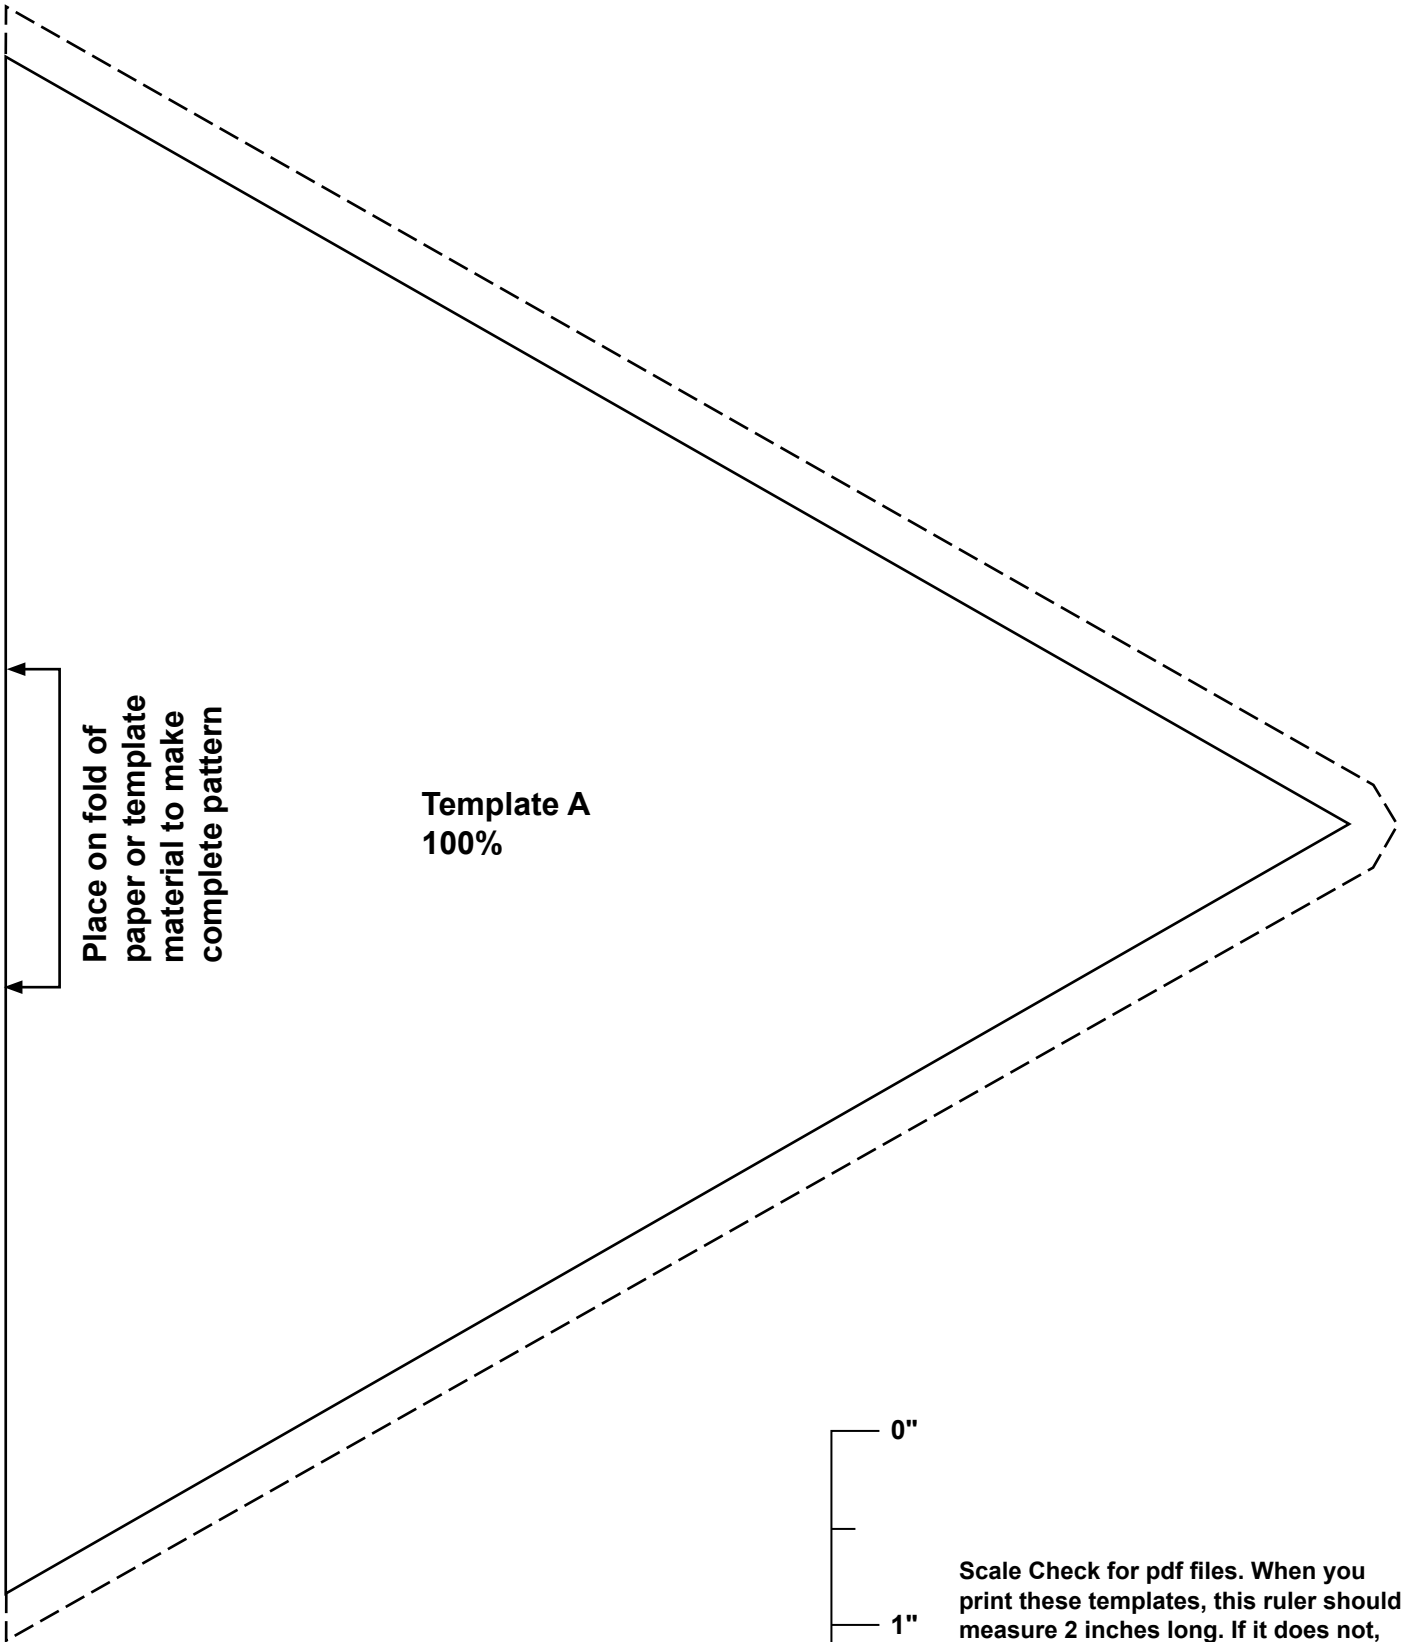 Place on fold of
paper or template
material to make
complete pattern
Template A
100%
0"
1"
Scale Check for pdf files. When you
print these templates, this ruler should
measure 2 inches long. If it does not,